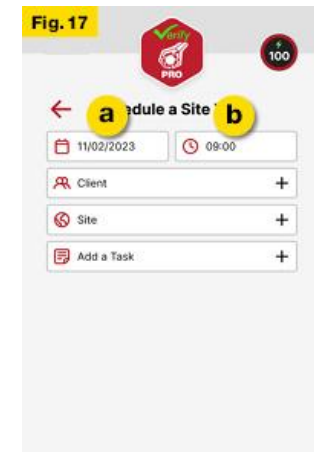 Fig. 17
Verify
PRO
100
a
edule a Site
b
11/02/2023
09:00
Client
+
Site
+
Add a Task
+